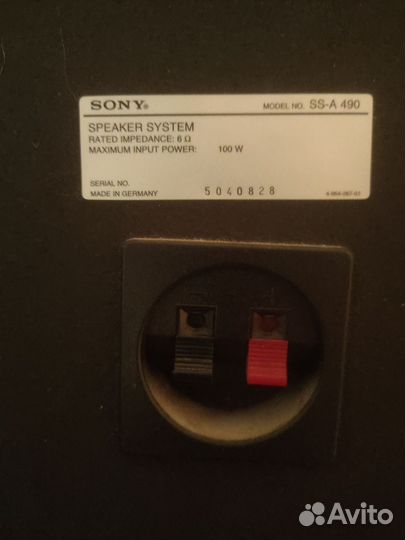 SONY® MODEL NO. SS-A 490
SPEAKER SYSTEM
RATED IMPEDANCE: 6 Ω
MAXIMUM INPUT POWER: 100 W
SERIAL NO.
MADE IN GERMANY 5040828
Avito